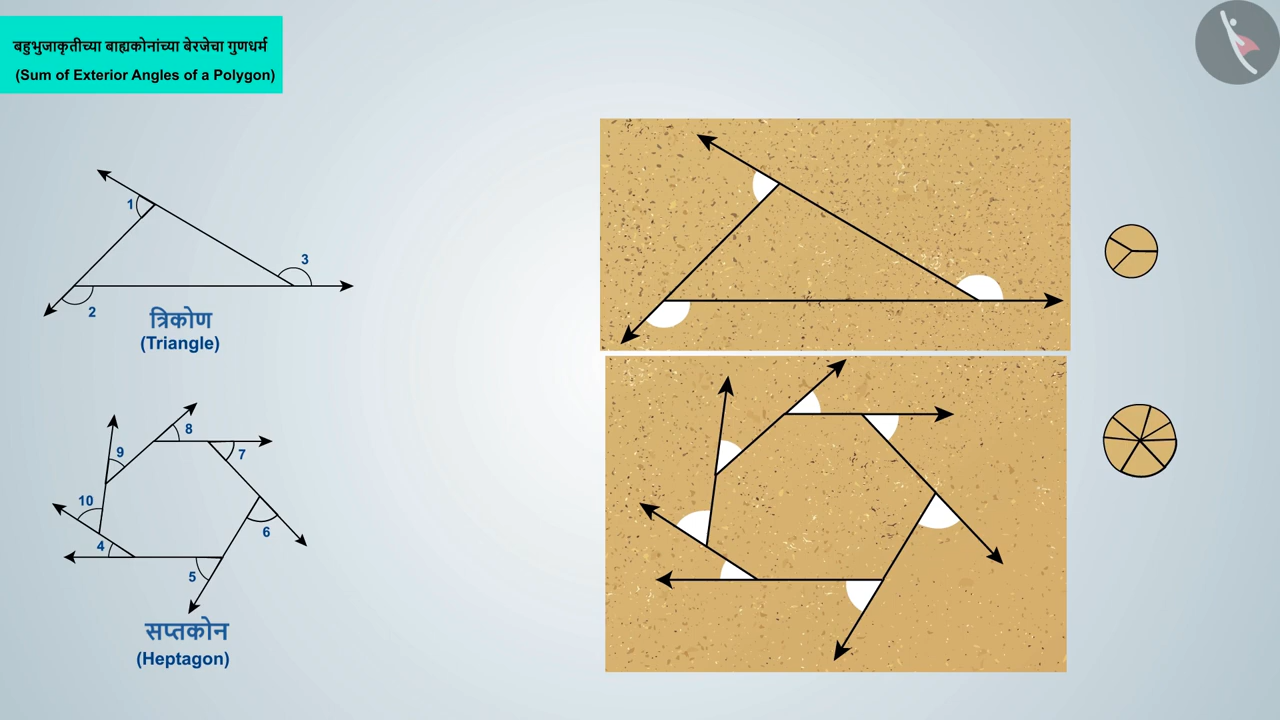 बहुभुजाकृतीच्या बाह्यकोनांच्या बेरजेचा गुणधर्म
(Sum of Exterior Angles of a Polygon)
1
3
2
त्रिकोण
(Triangle)
8
9
7
10
6
4
5
सप्तकोन
(Heptagon)